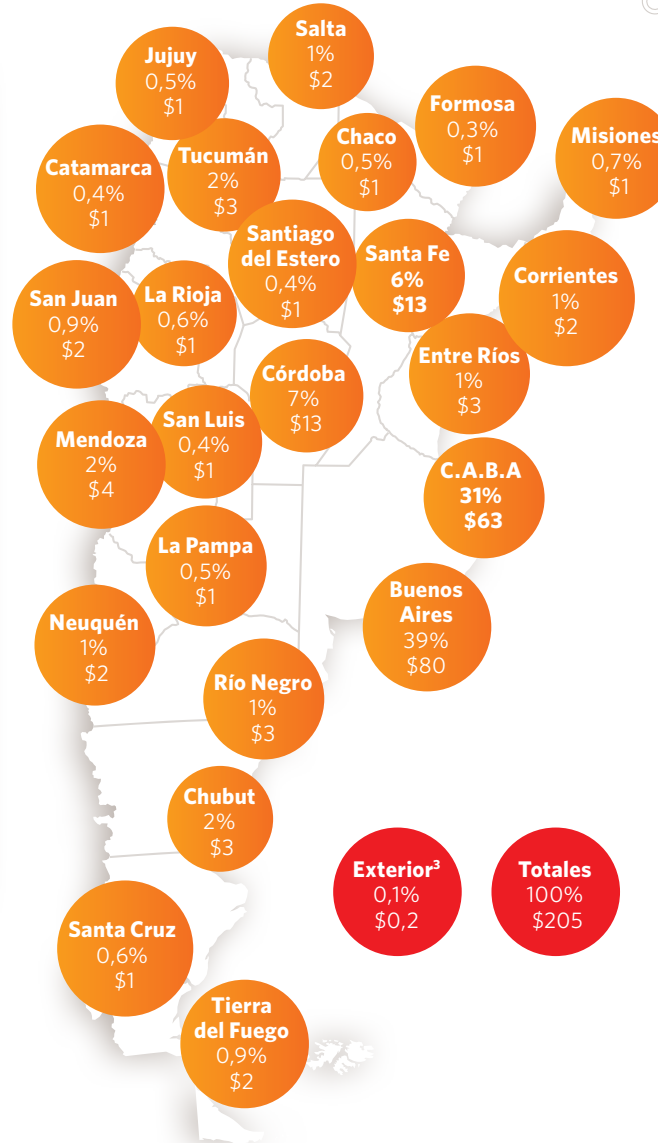 Salta
1%
$2
Jujuy
0,5%
$1
Formosa
0,3%
$1
Misiones
0,7%
$1
Chaco
0,5%
$1
Tucumán
2%
$3
Catamarca
0,4%
$1
Santiago
del Estero
0,4%
$1
Santa Fe
6%
$13
Corrientes
1%
$2
San Juan
0,9%
$2
La Rioja
0,6%
$1
Entre Ríos
1%
$3
Córdoba
7%
$13
San Luis
0,4%
$1
Mendoza
2%
$4
C.A.B.A
31%
$63
La Pampa
0,5%
$1
Buenos
Aires
39%
$80
Neuquén
1%
$2
Río Negro
1%
$3
Chubut
2%
$3
Exterior³
0,1%
$0,2
Totales
100%
$205
Santa Cruz
0,6%
$1
Tierra
del Fuego
0,9%
$2